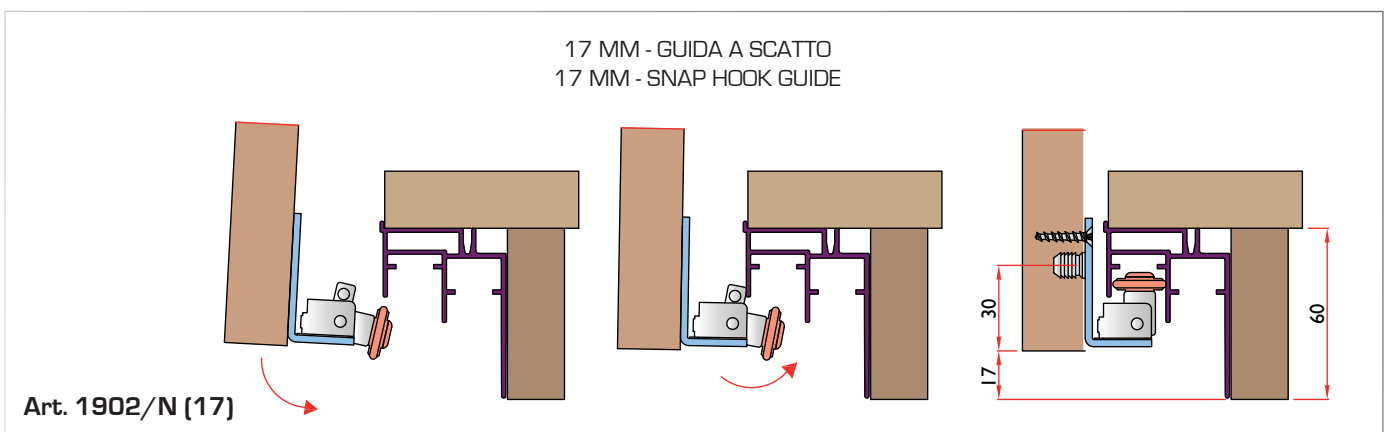 17 MM - GUIDA A SCATTO
17 MM - SNAP HOOK GUIDE
30
17
60
Art. 1902/N (17)